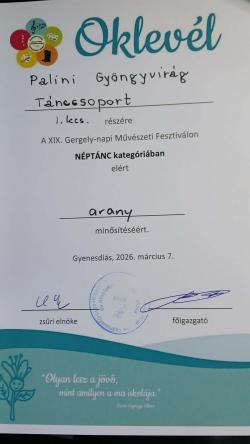 Oklevél
Palini Gyöngyvirág
Tánccsoport
I. kcs. részére
A XIX. Gergely-napi Művészeti Fesztiválon
NÉPTÁNC kategóriában
elért
arany
minősítéséért.
Gyenesdiás, 2026. március 7.
zsűri elnöke
főigazgató
"Olyan lesz a jövő,
mint amilyen a ma iskolája."